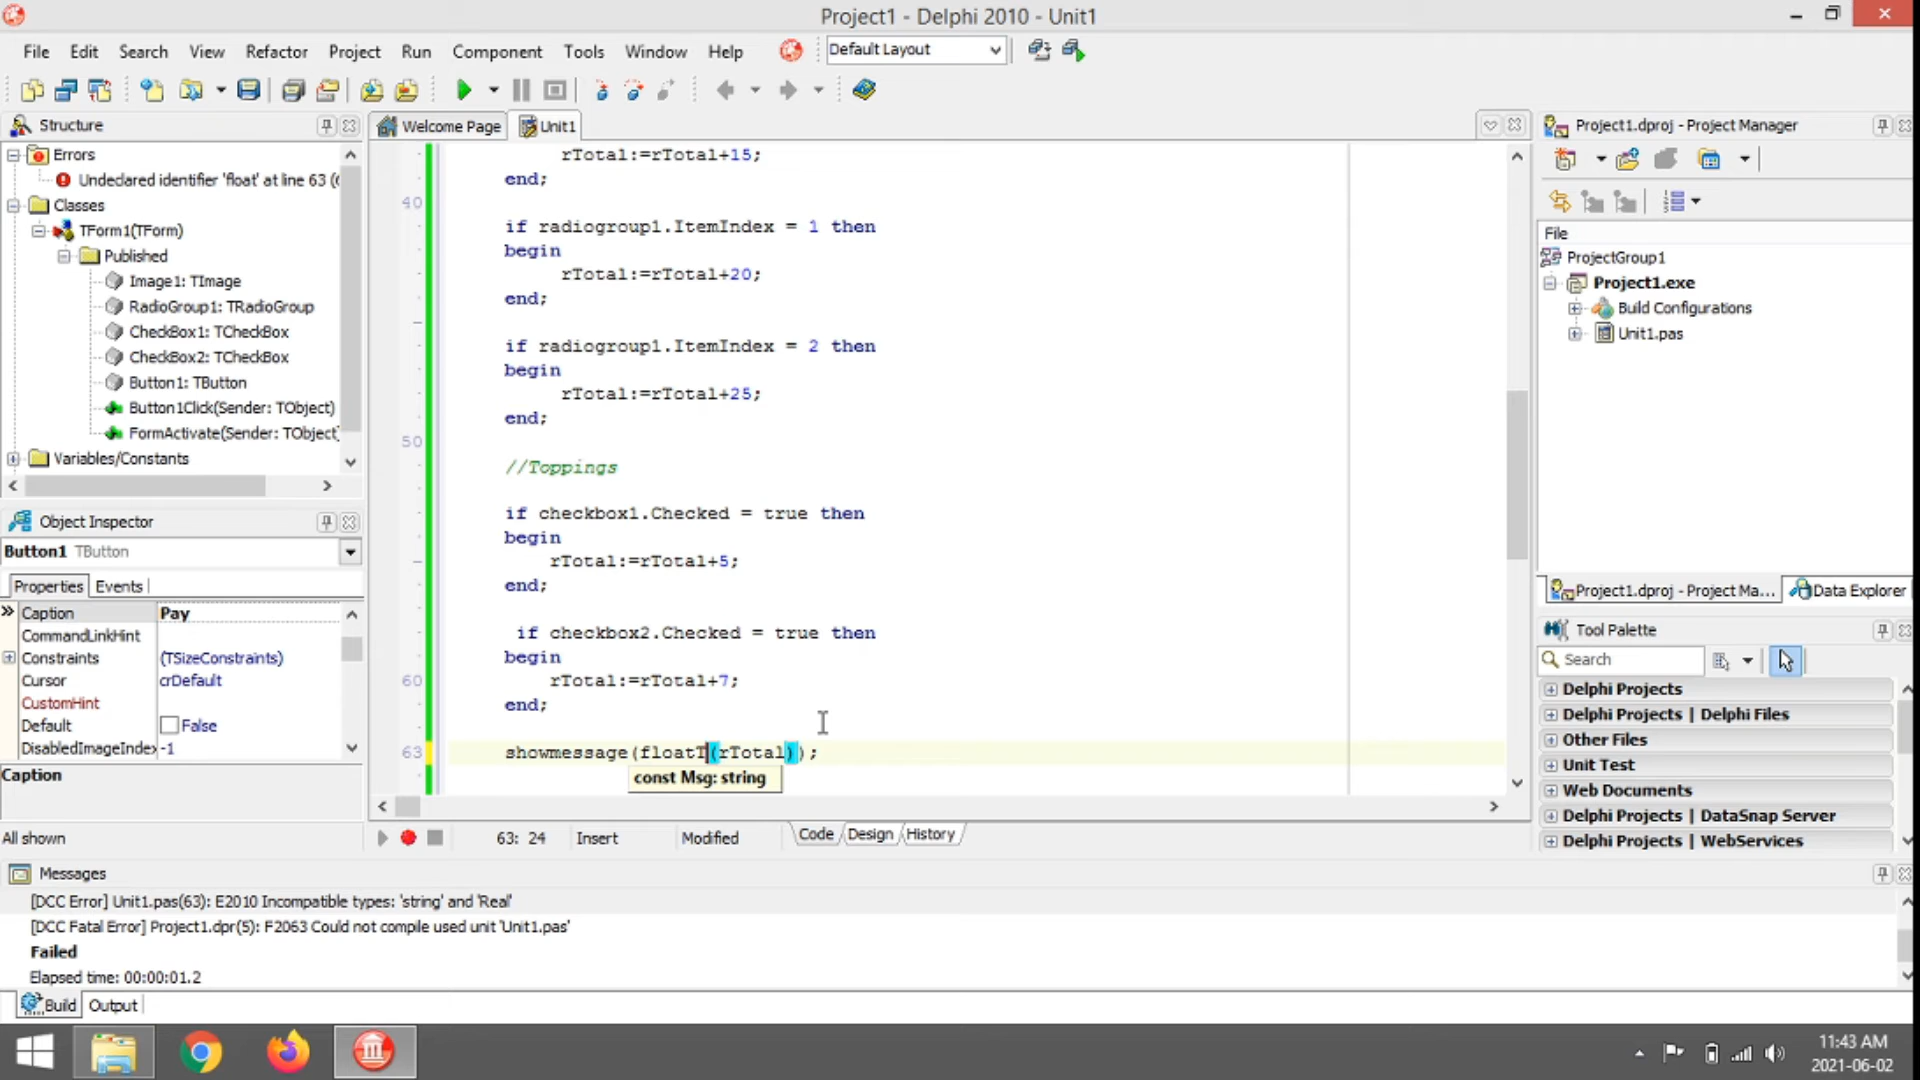 Project1 - Delphi 2010 - Unit1
File Edit Search View Refactor Project Run Component Tools Window Help
Default Layout
Structure
Errors
Undeclared identifier 'float' at line 63 (
Classes
TForm1(TForm)
Published
Image1: TImage
RadioGroup1: TRadioGroup
CheckBox1: TCheckBox
CheckBox2: TCheckBox
Button1: TButton
Button1Click(Sender: TObject)
FormActivate(Sender: TObject
Variables/Constants
Object Inspector
Button1 TButton
Properties Events
Caption Pay
CommandLinkHint
Constraints (TSizeConstraints)
Cursor crDefault
CustomHint
Default False
DisabledImageIndex -1
Caption
All shown
Welcome Page Unit1
rTotal:=rTotal+15;
end;
40
if radiogroup1.ItemIndex = 1 then
begin
rTotal:=rTotal+20;
end;
if radiogroup1.ItemIndex = 2 then
begin
rTotal:=rTotal+25;
end;
50
//Toppings
if checkbox1.Checked = true then
begin
rTotal:=rTotal+5;
end;
if checkbox2.Checked = true then
begin
60 rTotal:=rTotal+7;
end;
63 showmessage(floatT(rTotal));
const Msg: string
63: 24 Insert Modified Code Design History
Project1.dproj - Project Manager
File
ProjectGroup1
Project1.exe
Build Configurations
Unit1.pas
Project1.dproj - Project Ma... Data Explorer
Tool Palette
Search
Delphi Projects
Delphi Projects | Delphi Files
Other Files
Unit Test
Web Documents
Delphi Projects | DataSnap Server
Delphi Projects | WebServices
Messages
[DCC Error] Unit1.pas(63): E2010 Incompatible types: 'string' and 'Real'
[DCC Fatal Error] Project1.dpr(5): F2063 Could not compile used unit 'Unit1.pas'
Failed
Elapsed time: 00:00:01.2
Build Output
11:43 AM
2021-06-02